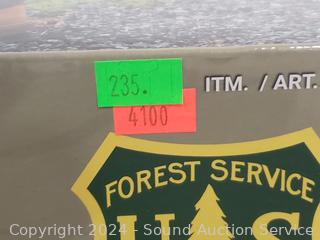 235.
ITM. / ART.
4100
FOREST SERVICE
U S
Copyright 2024 - Sound Auction Service